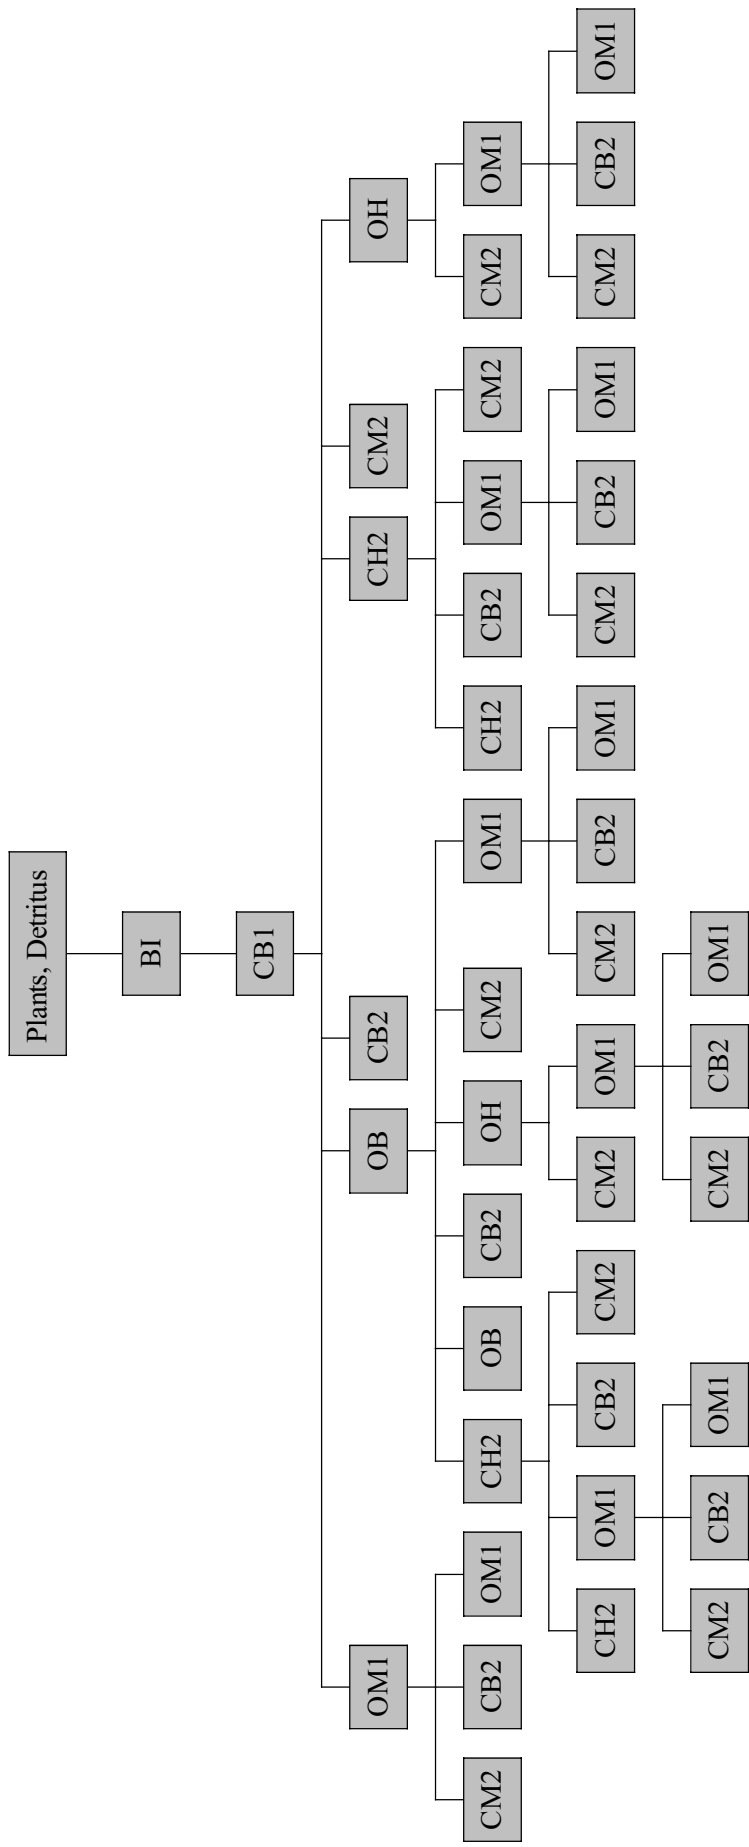 Plants, Detritus
BI
CB1
OM1 OB CB2 CH2 CM2 OH
CM2 CB2 OM1 CH2 OB CB2 OH CM2 OM1 CH2 CB2 OM1 CM2 CM2 OM1
CH2 OM1 CB2 CM2 CM2 OM1 CM2 CB2 OM1 CM2 CB2 OM1 CM2 CB2 OM1
CM2 CB2 OM1 CM2 CB2 OM1